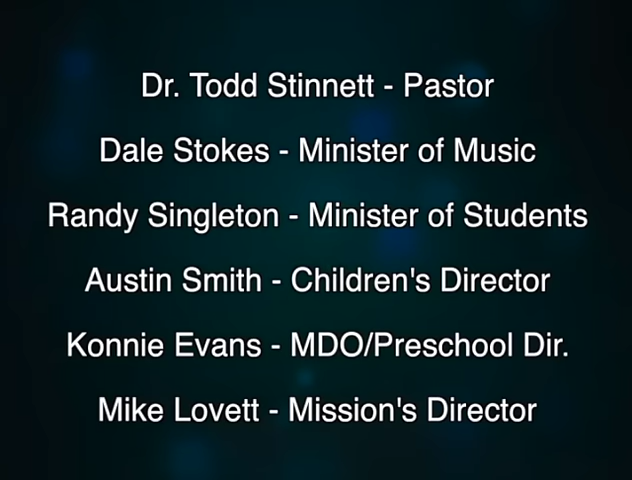 Dr. Todd Stinnett - Pastor
Dale Stokes - Minister of Music
Randy Singleton - Minister of Students
Austin Smith - Children's Director
Konnie Evans - MDO/Preschool Dir.
Mike Lovett - Mission's Director